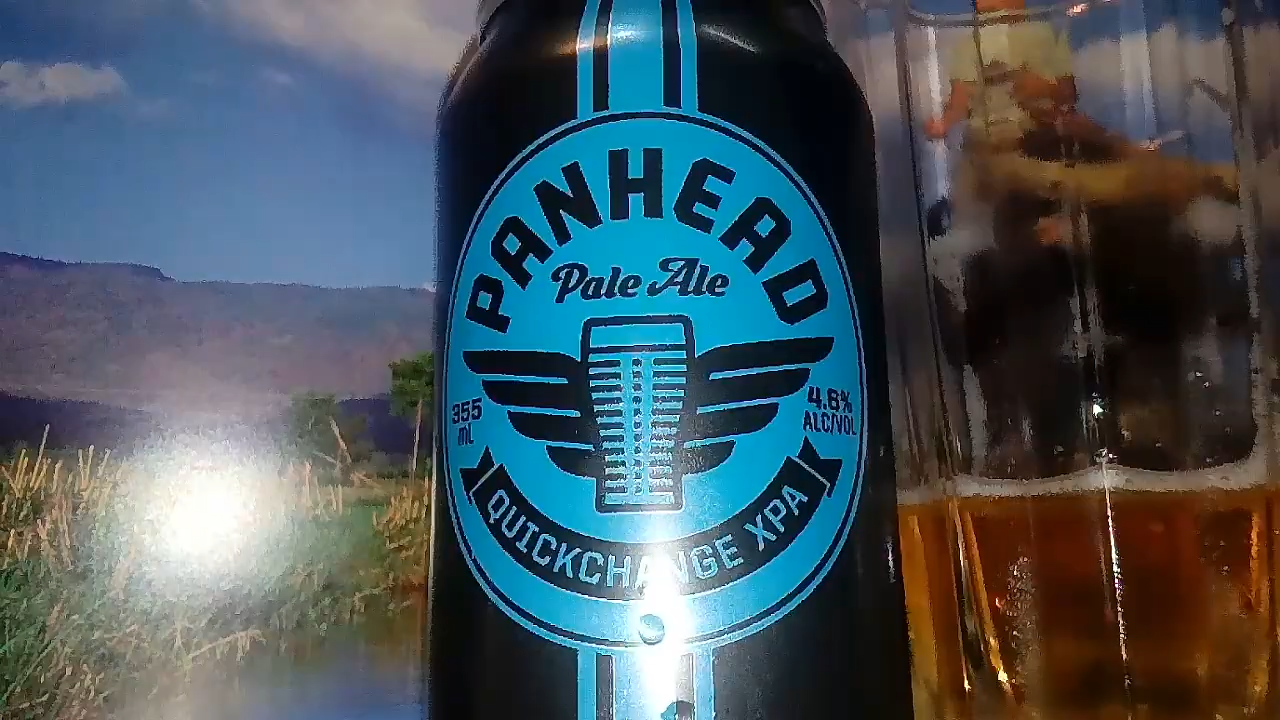 PANHEAD
Pale Ale
355
mL
4.6%
ALC/VOL
QUICKCHANGE XPA